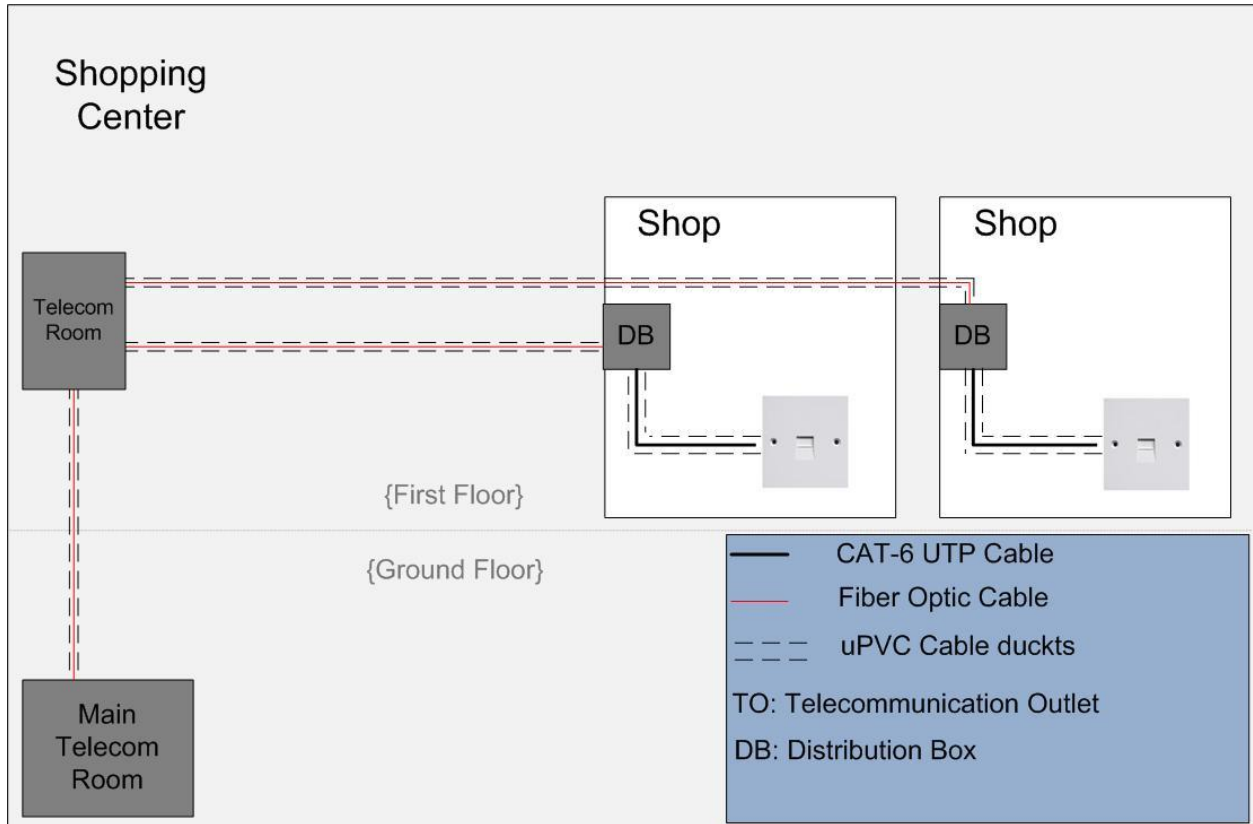 Shopping
Center
Shop
Shop
Telecom
Room
DB
DB
{First Floor}
{Ground Floor}
Main
Telecom
Room
CAT-6 UTP Cable
Fiber Optic Cable
uPVC Cable duckts
TO: Telecommunication Outlet
DB: Distribution Box